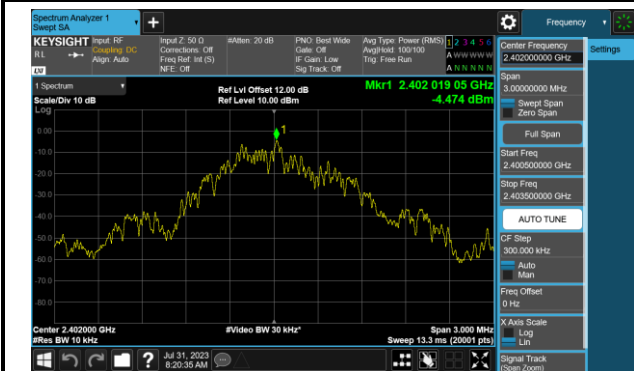 Spectrum Analyzer 1
Swept SA
Frequency
KEYSIGHT
RL
LNI
Input: RF
Coupling: DC
Align: Auto
Input Z: 50 Ω
Corrections: Off
Freq Ref: Int (S)
NFE: Off
#Atten: 20 dB
PNO: Best Wide
Gate: Off
IF Gain: Low
Sig Track: Off
Avg Type: Power (RMS)
Avg|Hold: 100/100
Trig: Free Run
1 2 3 4 5 6
A W W W W W
A N N N N N
1 Spectrum
Scale/Div 10 dB
Ref Lvl Offset 12.00 dB
Ref Level 10.00 dBm
Mkr1 2.402 019 05 GHz
-4.474 dBm
Log
1
0.00
-10.0
-20.0
-30.0
-40.0
-50.0
-60.0
-70.0
-80.0
Center 2.402000 GHz
#Res BW 10 kHz
#Video BW 30 kHz*
Span 3.000 MHz
Sweep 13.3 ms (20001 pts)
?
Jul 31, 2023
8:20:35 AM
Center Frequency
2.402000000 GHz
Settings
Span
3.00000000 MHz
Swept Span
Zero Span
Full Span
Start Freq
2.400500000 GHz
Stop Freq
2.403500000 GHz
AUTO TUNE
CF Step
300.000 kHz
Auto
Man
Freq Offset
0 Hz
X Axis Scale
Log
Lin
Signal Track
(Span Zoom)